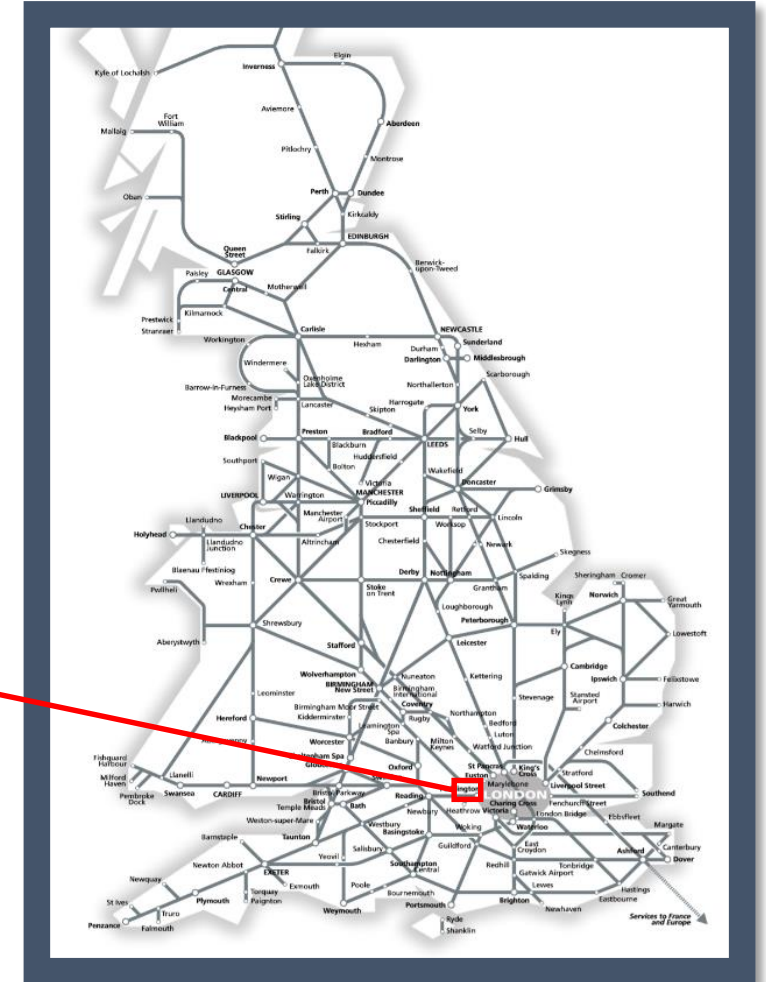 Elgin
Inverness
Kyle of Lochalsh
Aviemore
Fort
William
Mallaig
Aberdeen
Pitlochry
Montrose
Perth
Dundee
Oban
Stirling
Kirkcaldy
EDINBURGH
Queen
Street
Falkirk
Berwick-
upon-Tweed
Paisley
GLASGOW
Central
Motherwell
Prestwick
Kilmarnock
Stranraer
Carlisle
NEWCASTLE
Workington
Hexham
Sunderland
Durham
Darlington
Middlesbrough
Windermere
Scarborough
Oxenholme
Lake District
Barrow-in-Furness
Northallerton
Morecambe
Heysham Port
Lancaster
Harrogate
York
Skipton
Blackpool
Preston
Bradford
Selby
Hull
Blackburn
LEEDS
Huddersfield
Southport
Bolton
Wakefield
Wigan
Victoria
Doncaster
LIVERPOOL
Warrington
MANCHESTER
Piccadilly
Grimsby
Manchester
Airport
Sheffield
Retford
Llandudno
Stockport
Worksop
Lincoln
Holyhead
Chester
Llandudno
Junction
Altrincham
Chesterfield
Newark
Skegness
Blaenau Ffestiniog
Wrexham
Crewe
Derby
Nottingham
Spalding
Sheringham
Cromer
Pwllheli
Stoke
on Trent
Grantham
Kings
Lynn
Norwich
Great
Yarmouth
Loughborough
Shrewsbury
Peterborough
Ely
Lowestoft
Aberystwyth
Stafford
Leicester
Wolverhampton
Nuneaton
Kettering
Cambridge
BIRMINGHAM
New Street
Birmingham
International
Ipswich
Felixstowe
Leominster
Coventry
Stevenage
Stansted
Airport
Birmingham Moor Street
Harwich
Kidderminster
Rugby
Northampton
Hereford
Leamington
Spa
Bedford
Colchester
Worcester
Banbury
Milton
Keynes
Luton
Watford Junction
Chelmsford
Fishguard
Harbour
Oxford
St Pancras
King's
Cross
Euston
Stratford
Llanelli
Milford
Haven
Newport
Marylebone
Liverpool Street
Pembroke
Dock
Swansea
CARDIFF
Bristol Parkway
Reading
LONDON
Southend
Bristol
Temple Meads
Bath
Newbury
Heathrow
Victoria
Charing Cross
Fenchurch Street
London Bridge
Ebbsfleet
Weston-super-Mare
Westbury
Basingstoke
Woking
Waterloo
Margate
Barnstaple
Taunton
Salisbury
Guildford
East
Croydon
Canterbury
Newton Abbot
Yeovil
Southampton
Central
Redhill
Tonbridge
Ashford
Dover
EXETER
Gatwick Airport
Newquay
Exmouth
Poole
Lewes
Hastings
St Ives
Plymouth
Torquay
Paignton
Bournemouth
Eastbourne
Truro
Weymouth
Portsmouth
Brighton
Newhaven
Penzance
Falmouth
Ryde
Shanklin
Services to France
and Europe